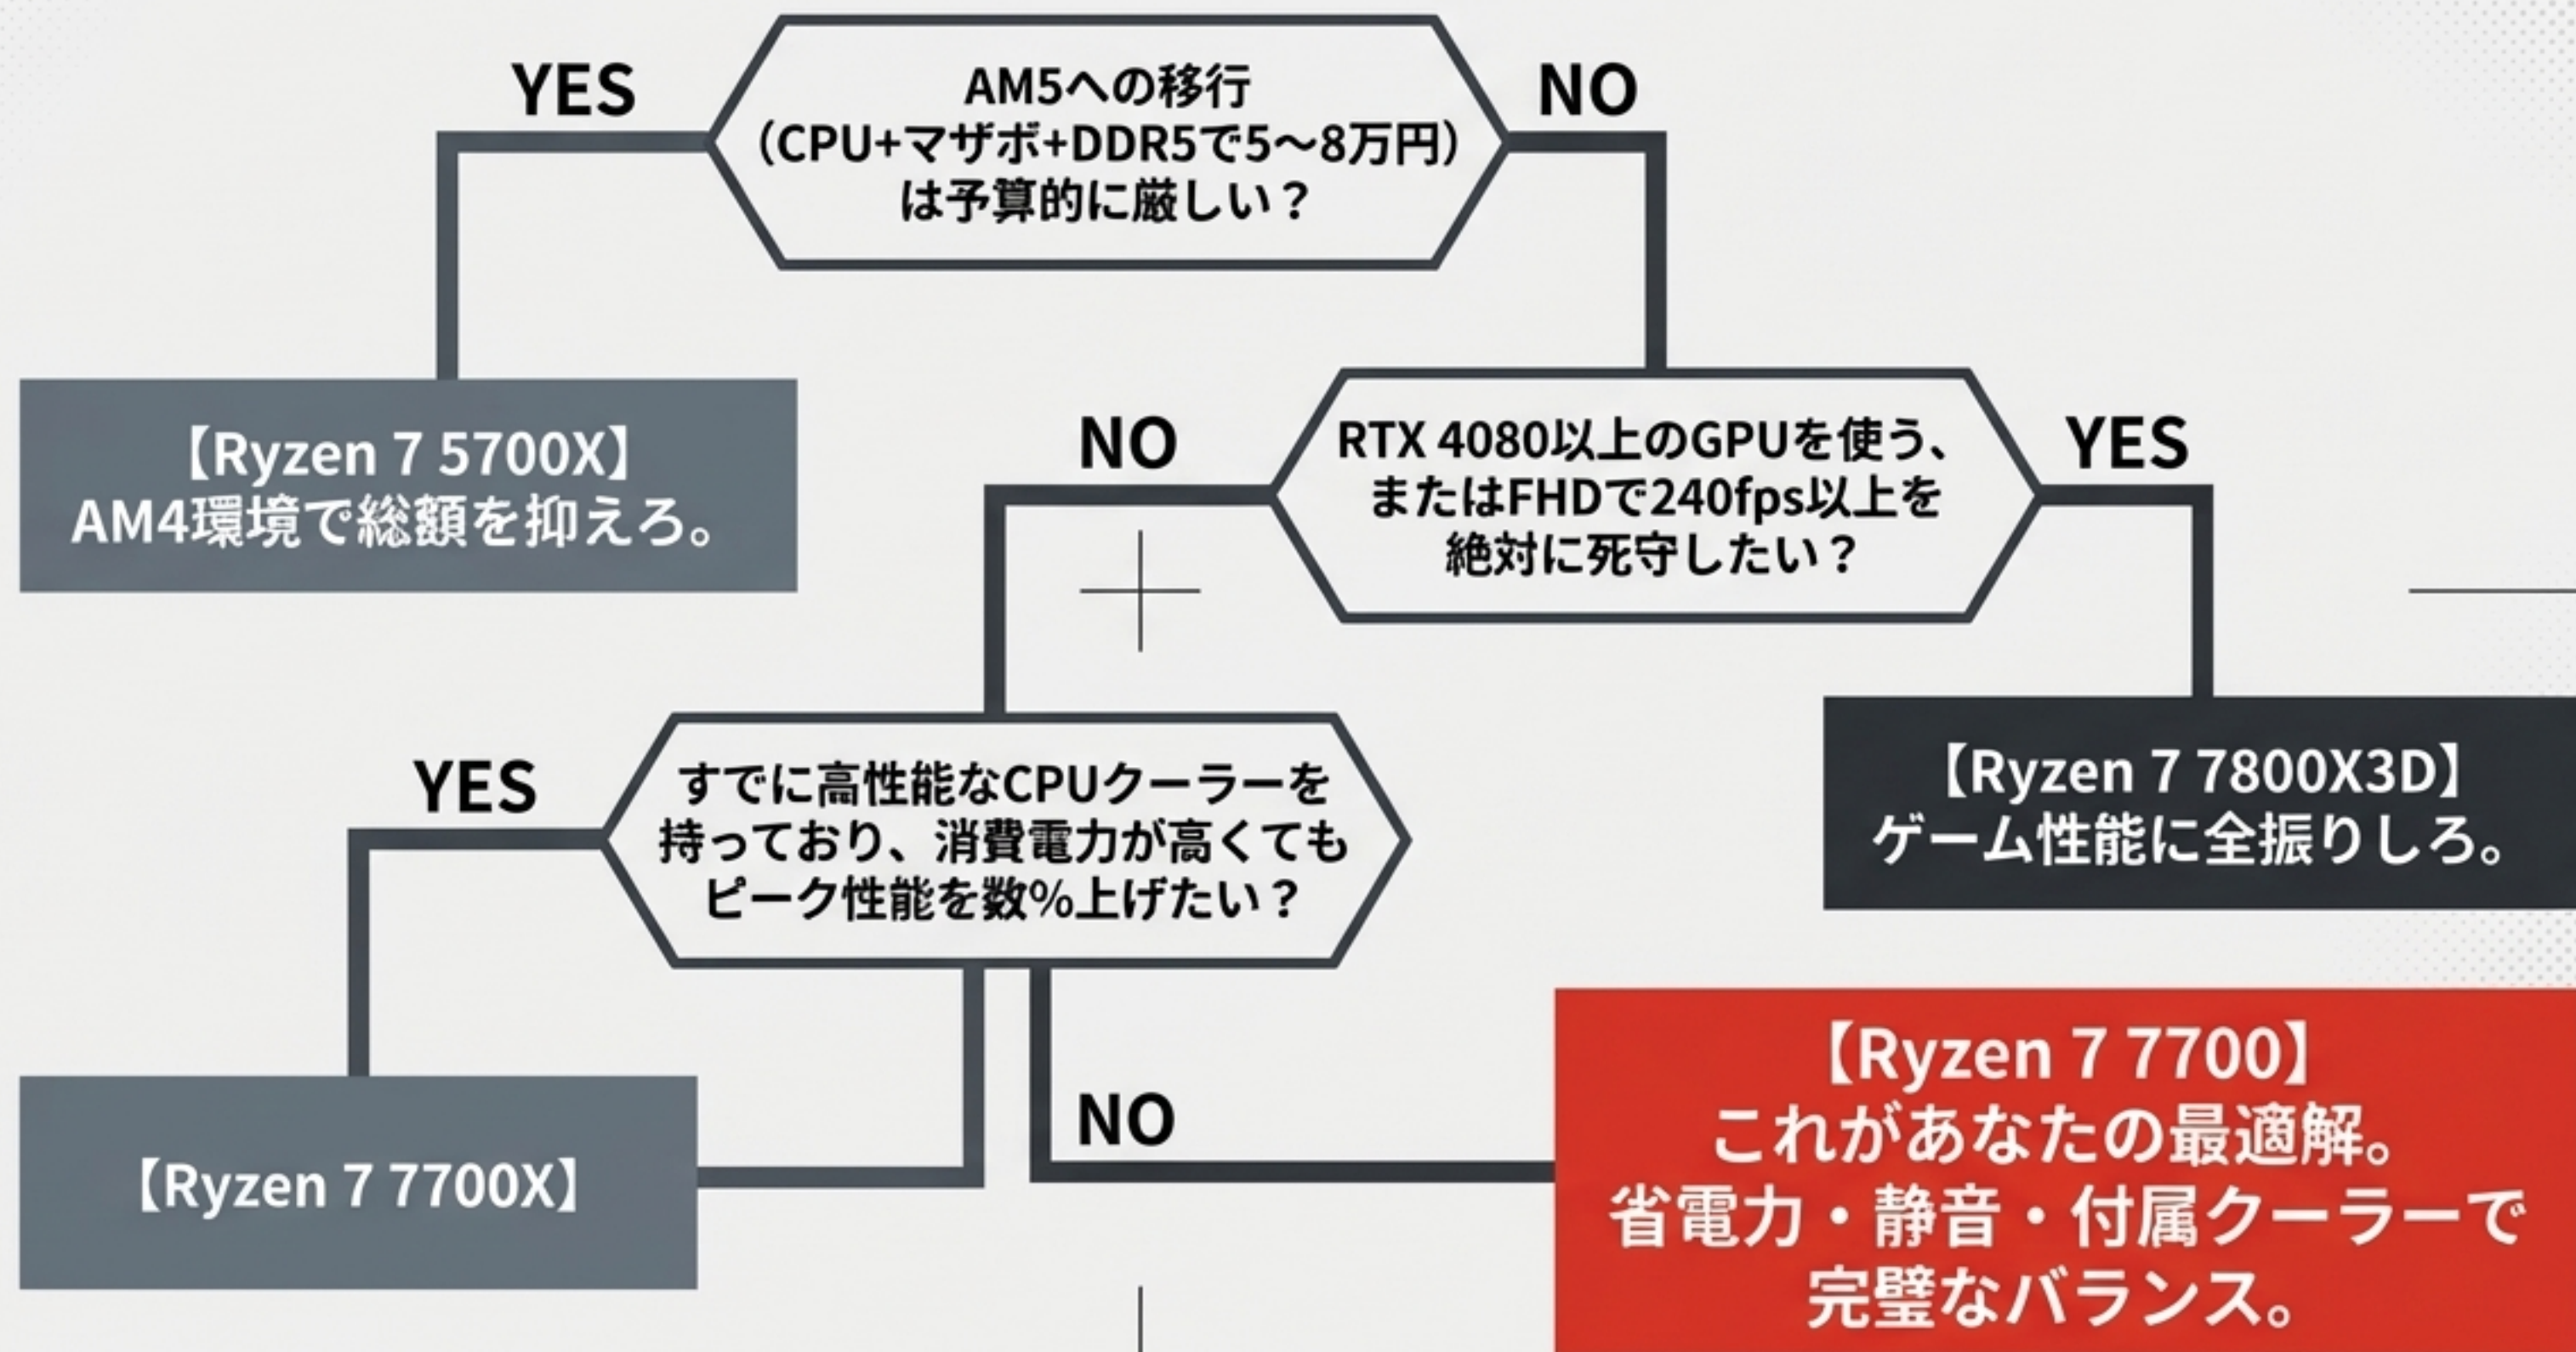 YES
AM5への移行
（CPU+マザボ+DDR5で5～8万円）
は予算的に厳しい？
NO
【Ryzen 7 5700X】
AM4環境で総額を抑えろ。
NO
RTX 4080以上のGPUを使う、
またはFHDで240fps以上を
絶対に死守したい？
YES
YES
すでに高性能なCPUクーラーを
持っており、消費電力が高くても
ピーク性能を数%上げたい？
【Ryzen 7 7800X3D】
ゲーム性能に全振りしろ。
【Ryzen 7 7700X】
NO
【Ryzen 7 7700】
これがあなたの最適解。
省電力・静音・付属クーラーで
完璧なバランス。